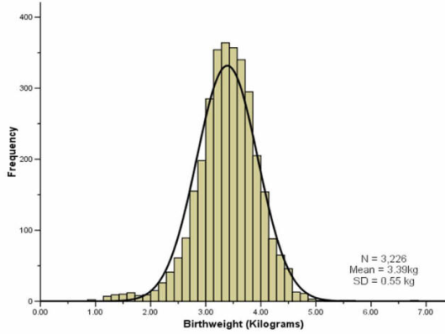 400
300
200
100
0
Frequency
0.00 1.00 2.00 3.00 4.00 5.00 6.00 7.00
Birthweight (Kilograms)
N = 3,226
Mean = 3.39kg
SD = 0.55 kg